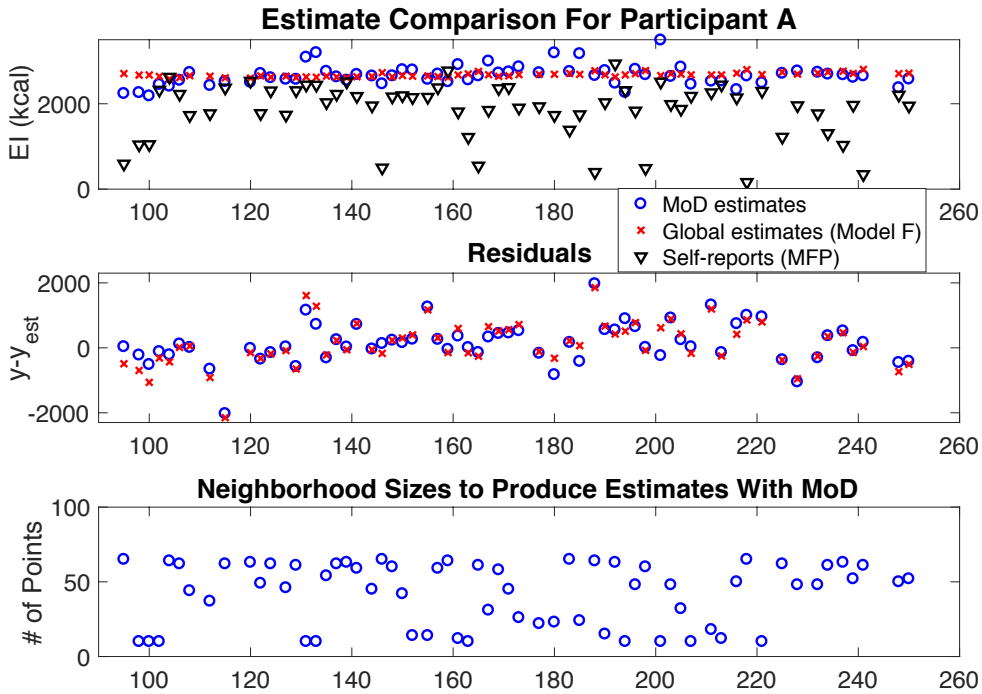 Estimate Comparison For Participant A
EI (kcal)
2000
0
100 120 140 160 180 200 220 240 260
MoD estimates
Global estimates (Model F)
Self-reports (MFP)
Residuals
y-yest
2000
0
-2000
100 120 140 160 180 200 220 240 260
Neighborhood Sizes to Produce Estimates With MoD
# of Points
100
50
0
100 120 140 160 180 200 220 240 260